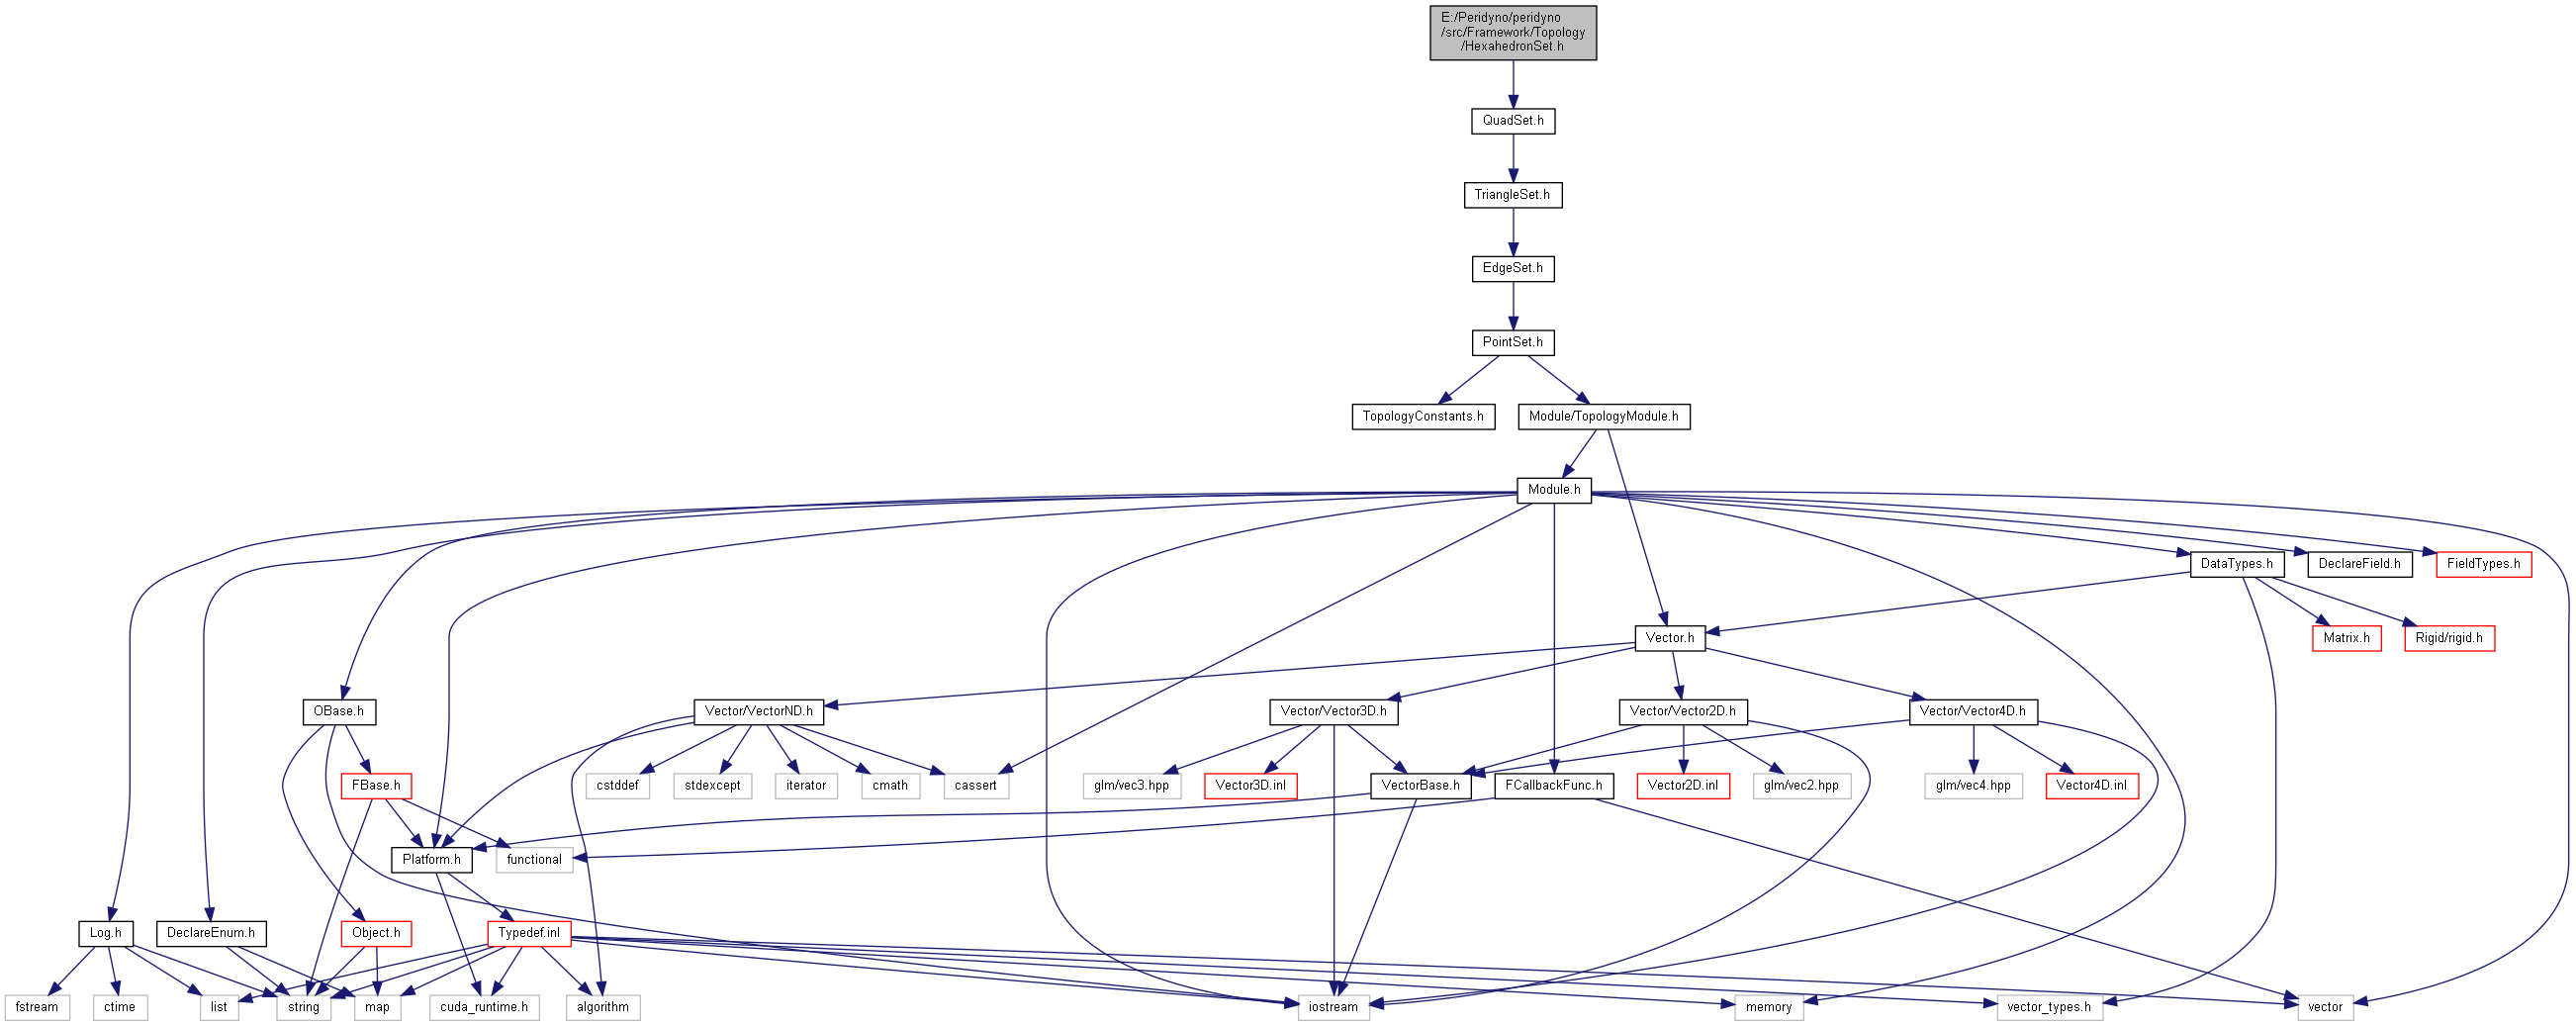 E:/Peridyno/peridyno
/src/Framework/Topology
/HexahedronSet.h
QuadSet.h
TriangleSet.h
EdgeSet.h
PointSet.h
TopologyConstants.h
Module/TopologyModule.h
Module.h
DataTypes.h
DeclareField.h
FieldTypes.h
Vector.h
Matrix.h
Rigid/rigid.h
OBase.h
Vector/VectorND.h
Vector/Vector3D.h
Vector/Vector2D.h
Vector/Vector4D.h
FBase.h
cstddef
stdexcept
iterator
cmath
cassert
glm/vec3.hpp
Vector3D.inl
VectorBase.h
FCallbackFunc.h
Vector2D.inl
glm/vec2.hpp
glm/vec4.hpp
Vector4D.inl
Platform.h
functional
Log.h
DeclareEnum.h
Object.h
Typedef.inl
fstream
ctime
list
string
map
cuda_runtime.h
algorithm
iostream
memory
vector_types.h
vector